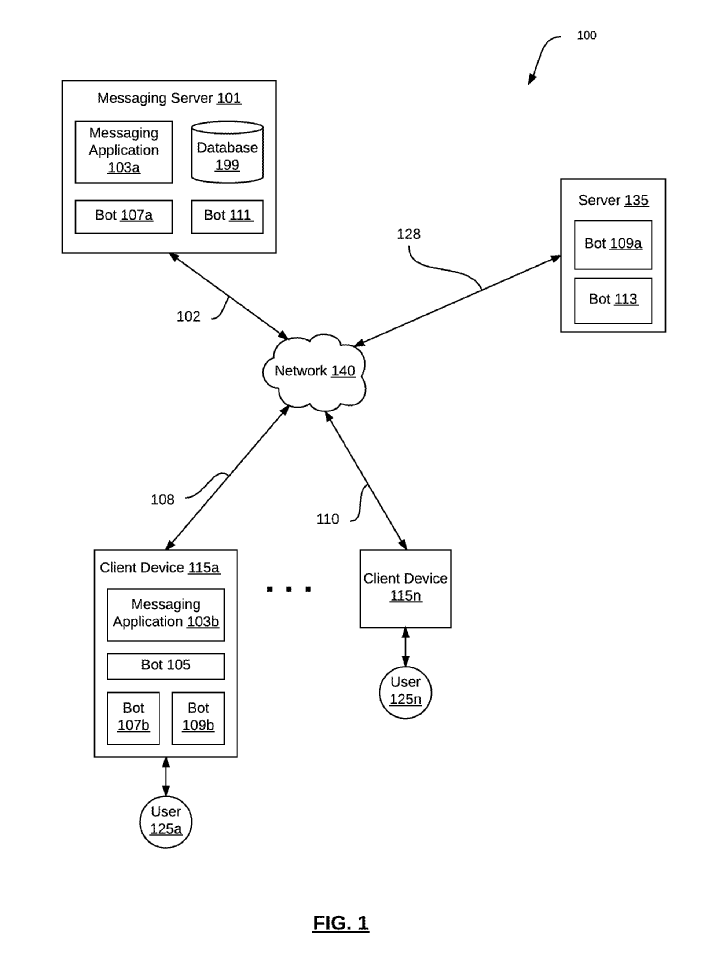 100
Messaging Server 101
Messaging
Application
103a
Database
199
Bot 107a
Bot 111
Server 135
Bot 109a
Bot 113
128
102
Network 140
108
110
Client Device 115a
Messaging
Application 103b
Bot 105
Bot
107b
Bot
109b
. . .
Client Device
115n
User
125n
User
125a
FIG. 1